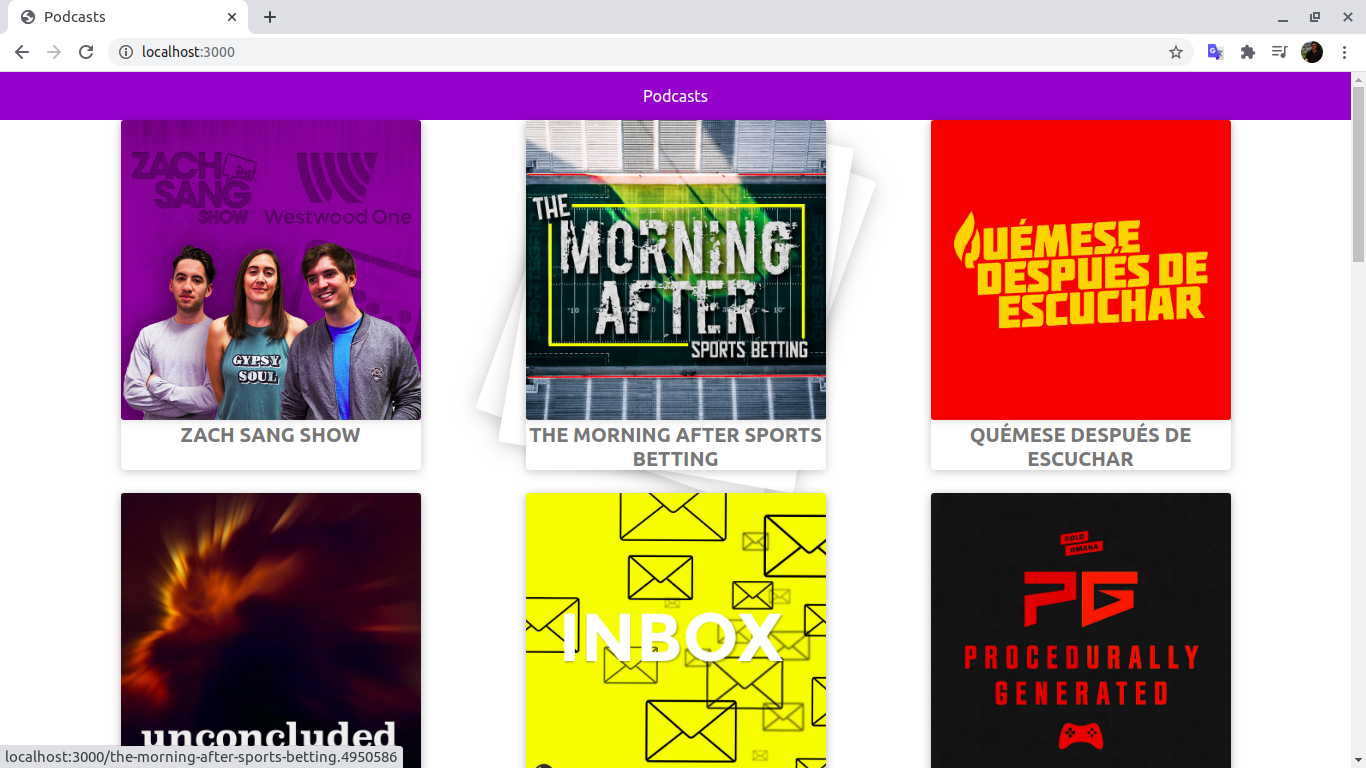 Podcasts
localhost:3000
Podcasts
ZACH
SANG
SHOW
Westwood One
GYPSY
SOUL
ZACH SANG SHOW
THE
MORNING
AFTER
SPORTS BETTING
THE MORNING AFTER SPORTS
BETTING
QUÉMESE
DESPUÉS DE
ESCUCHAR
QUÉMESE DESPUÉS DE
ESCUCHAR
unconcluded
INBOX
GOLD
OMAHA
PG
PROCEDURALLY
GENERATED
localhost:3000/the-morning-after-sports-betting.4950586